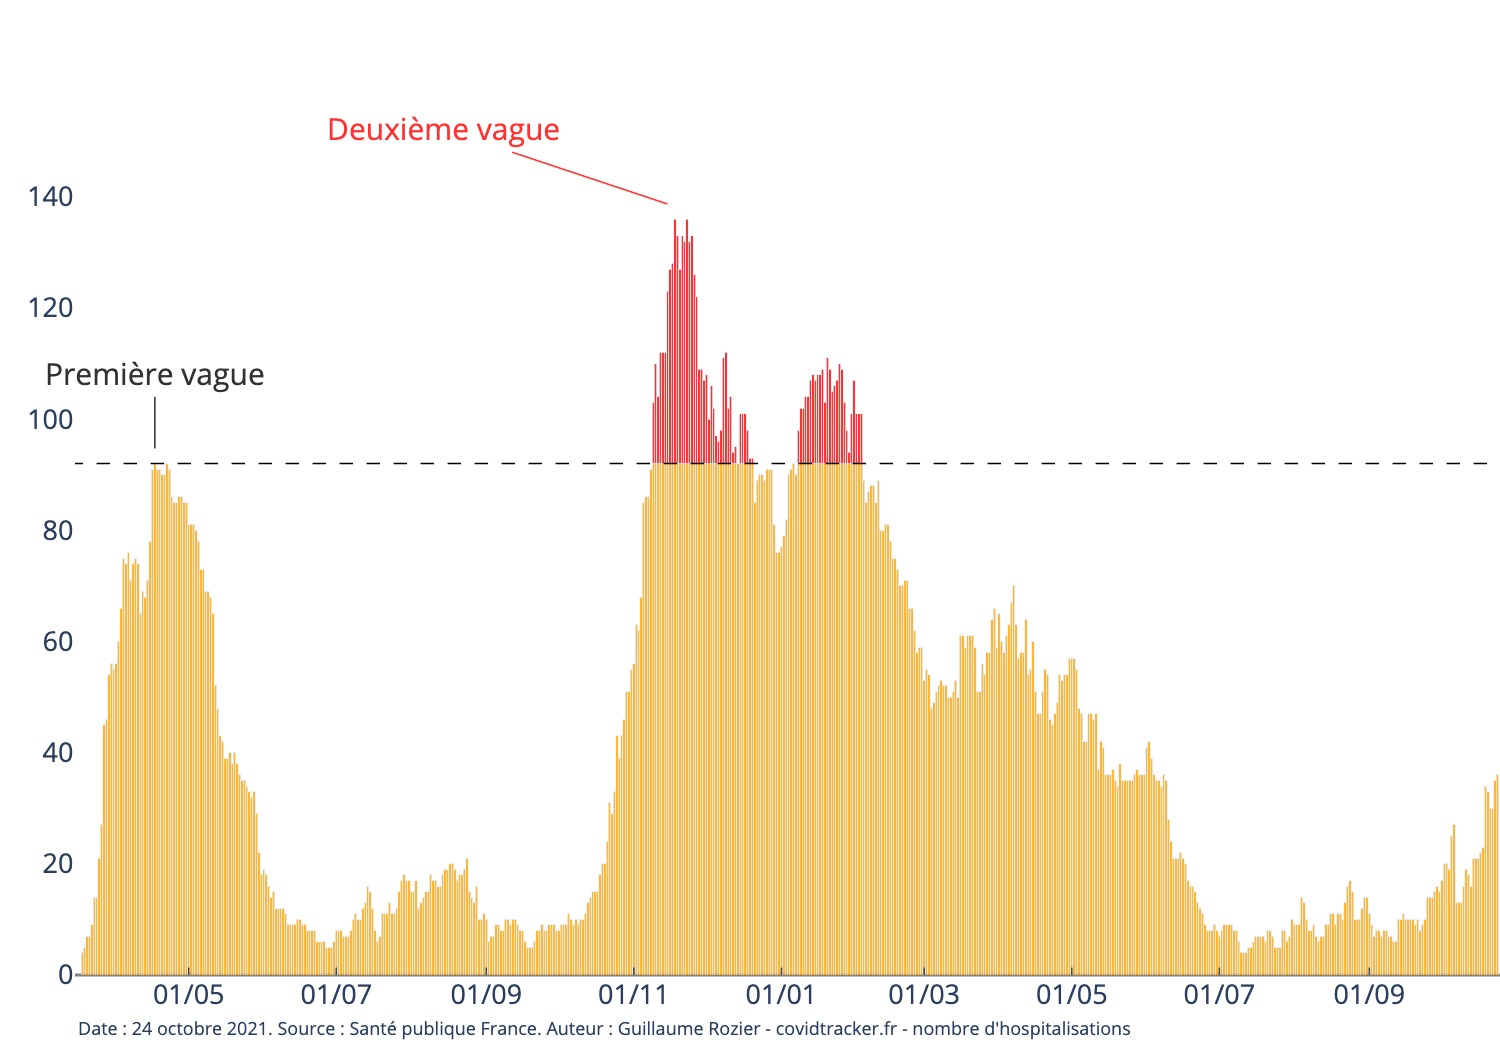 Deuxième vague
140
120
Première vague
100
80
60
40
20
0
01/05 01/07 01/09 01/11 01/01 01/03 01/05 01/07 01/09
Date : 24 octobre 2021. Source : Santé publique France. Auteur : Guillaume Rozier - covidtracker.fr - nombre d'hospitalisations